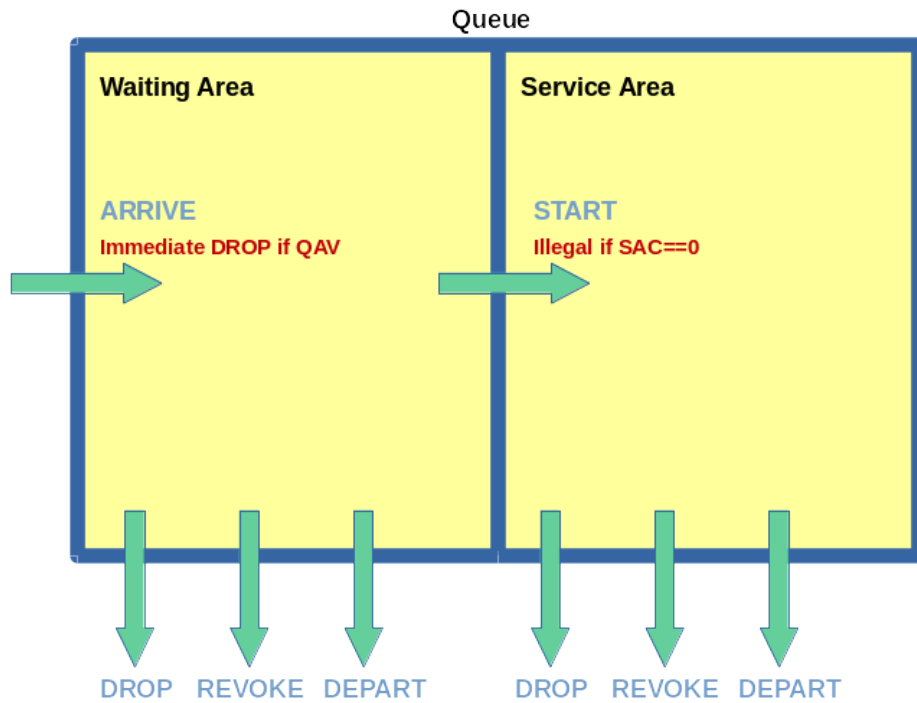 Queue
Waiting Area
Service Area
ARRIVE
START
Immediate DROP if QAV
Illegal if SAC==0
DROP REVOKE DEPART
DROP REVOKE DEPART